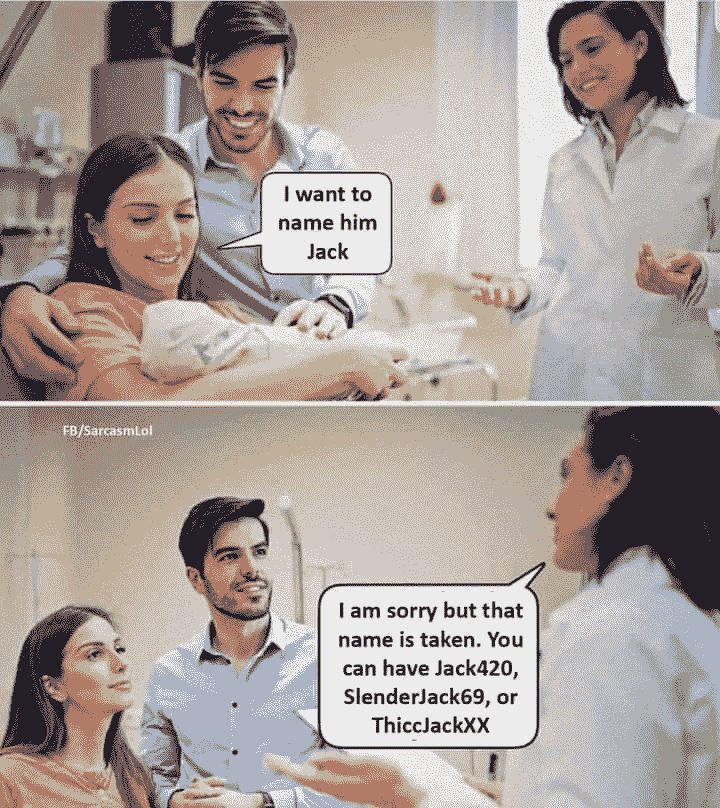 I want to
name him
Jack
FB/SarcasmLol
I am sorry but that
name is taken. You
can have Jack420,
SlenderJack69, or
ThiccJackXX